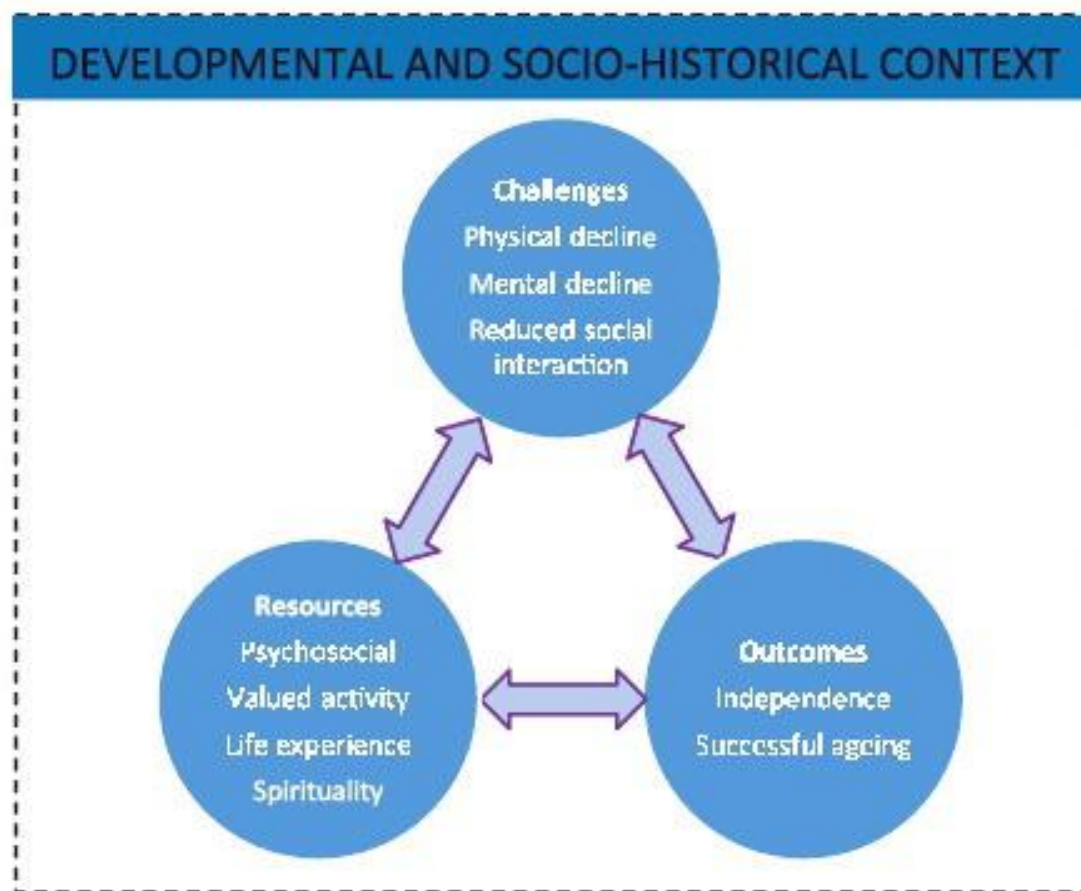 DEVELOPMENTAL AND SOCIO-HISTORICAL CONTEXT
Challenges
Physical decline
Mental decline
Reduced social
interaction
Resources
Psychosocial
Valued activity
Life experience
Spirituality
Outcomes
Independence
Successful ageing